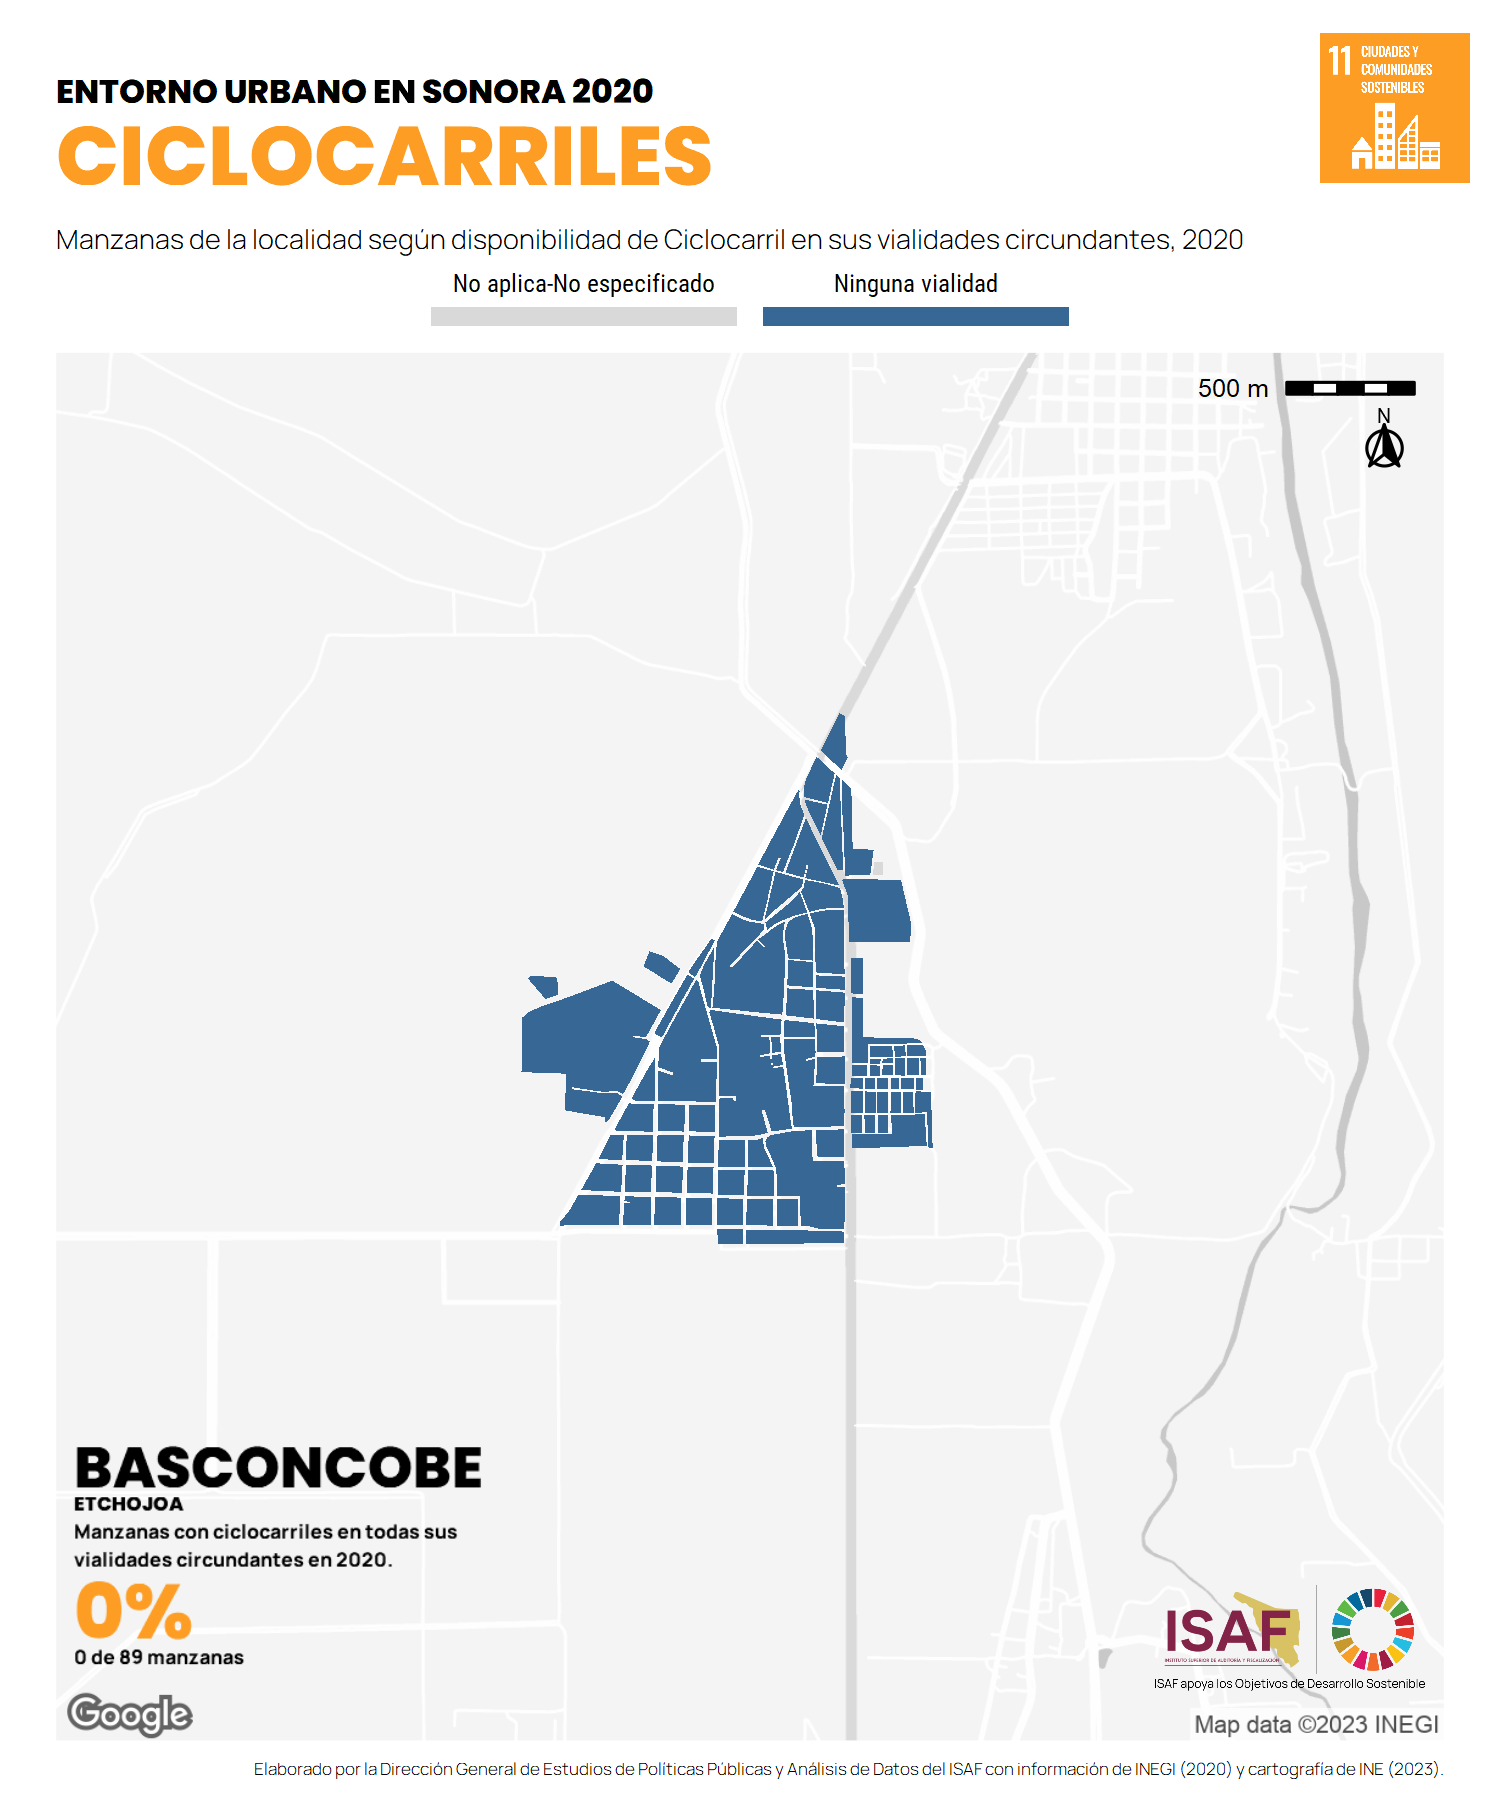 ENTORNO URBANO EN SONORA 2020
CICLOCARRILES
11 CIUDADES Y
COMUNIDADES
SOSTENIBLES
Manzanas de la localidad según disponibilidad de Ciclocarril en sus vialidades circundantes, 2020
No aplica-No especificado
Ninguna vialidad
500 m
N
BASCONCOBE
ETCHOJOA
Manzanas con ciclocarriles en todas sus
vialidades circundantes en 2020.
0%
0 de 89 manzanas
Google
ISAF
INSTITUTO SUPERIOR DE AUDITORÍA Y FISCALIZACIÓN
ISAF apoya los Objetivos de Desarrollo Sostenible
Map data ©2023 INEGI
Elaborado por la Dirección General de Estudios de Políticas Públicas y Análisis de Datos del ISAF con información de INEGI (2020) y cartografía de INE (2023).